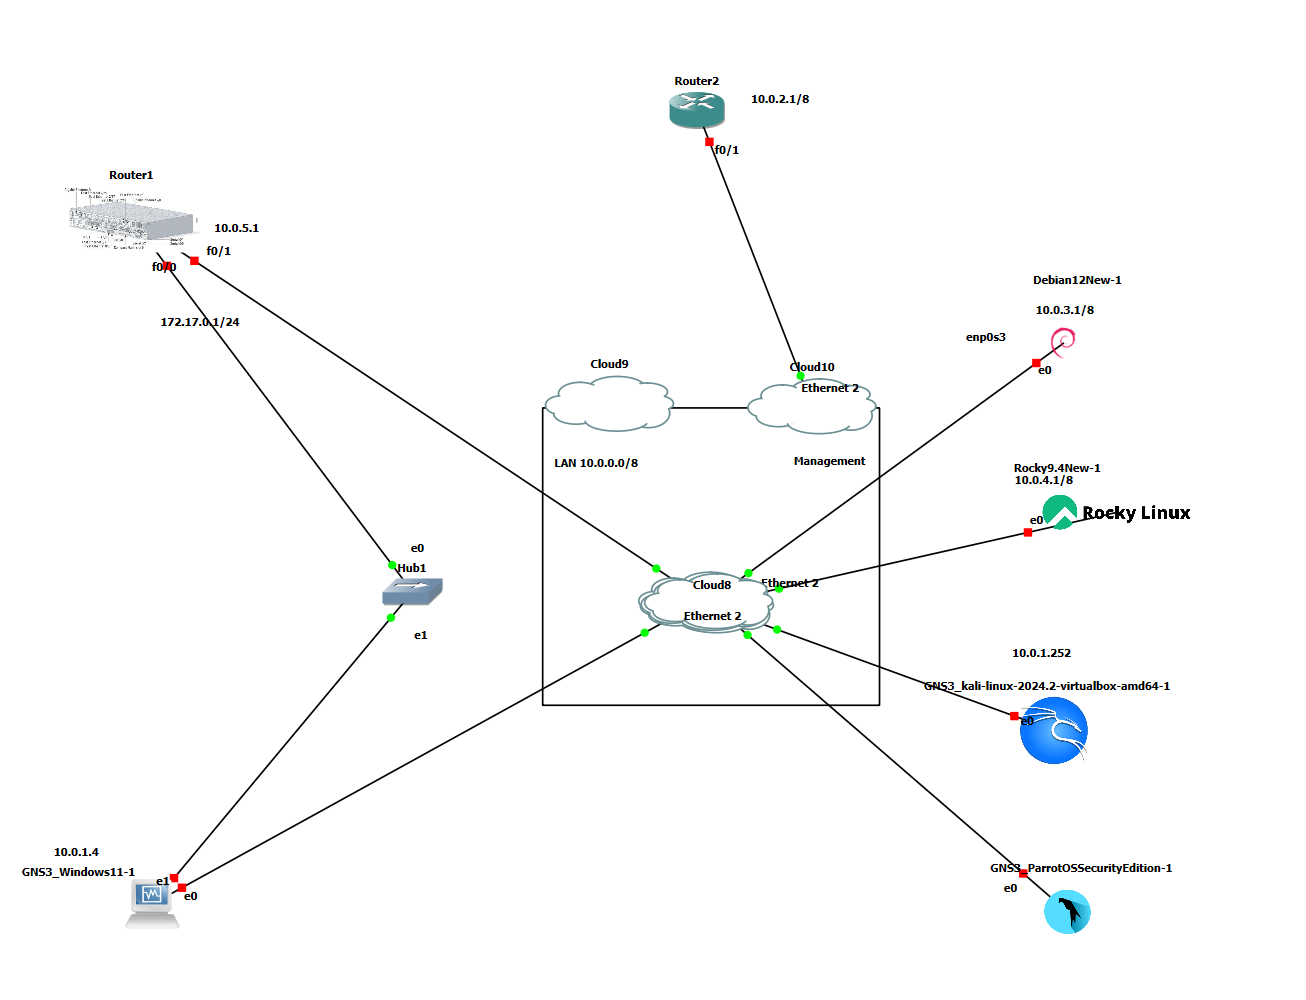 Router2
10.0.2.1/8
f0/1
Router1
10.0.5.1
f0/1
f0/0
172.17.0.1/24
Debian12New-1
10.0.3.1/8
enp0s3
e0
Cloud9
Cloud10
Ethernet 2
LAN 10.0.0.0/8
Management
Rocky9.4New-1
10.0.4.1/8
e0
Rocky Linux
e0
Hub1
e1
Cloud8
Ethernet 2
Ethernet 2
10.0.1.252
GNS3_kali-linux-2024.2-virtualbox-amd64-1
e0
10.0.1.4
GNS3_Windows11-1
e1
e0
GNS3_ParrotOSSecurityEdition-1
e0